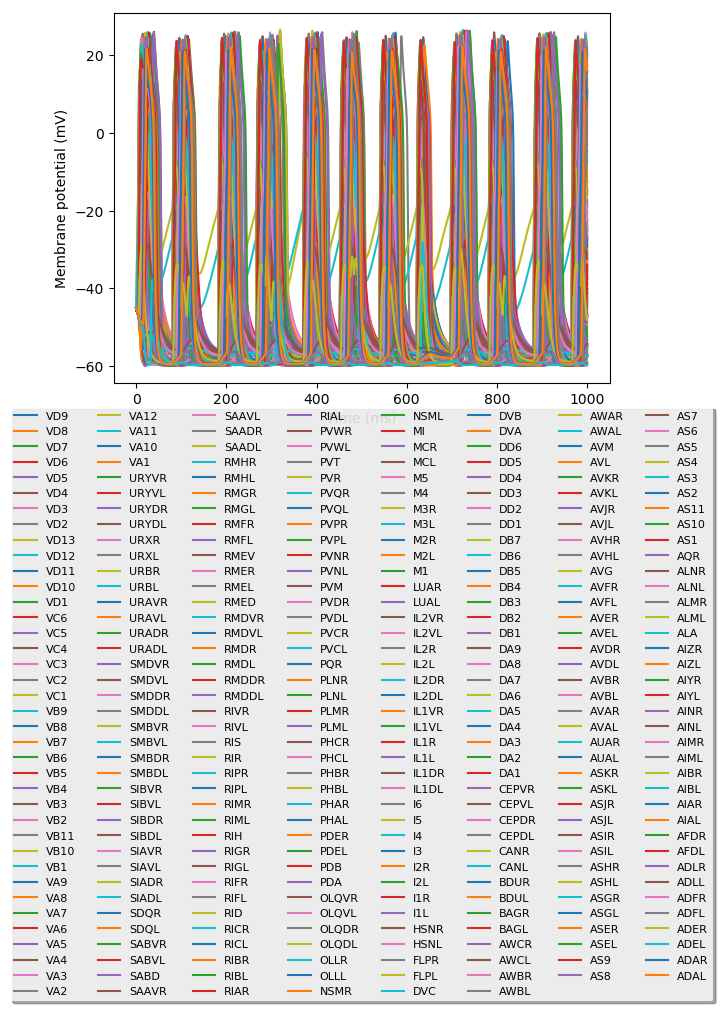 20
0
−20
−40
−60
Membrane potential (mV)
0
200
400
600
800
1000
(ms)
VD9
VD8
VD7
VD6
VD5
VD4
VD3
VD2
VD13
VD12
VD11
VD10
VD1
VC6
VC5
VC4
VC3
VC2
VC1
VB9
VB8
VB7
VB6
VB5
VB4
VB3
VB2
VB11
VB10
VB1
VA9
VA8
VA7
VA6
VA5
VA4
VA3
VA2
VA12
VA11
VA10
VA1
URYVR
URYVL
URYDR
URYDL
URXR
URXL
URBR
URBL
URAVR
URAVL
URADR
URADL
SMDVR
SMDVL
SMDDR
SMDDL
SMBVR
SMBVL
SMBDR
SMBDL
SIBVR
SIBVL
SIBDR
SIBDL
SIAVR
SIAVL
SIADR
SIADL
SDQR
SDQL
SABVR
SABVL
SABD
SAAVR
SAAVL
SAADR
SAADL
RMHR
RMHL
RMGR
RMGL
RMFR
RMFL
RMEV
RMER
RMEL
RMED
RMDVR
RMDVL
RMDR
RMDL
RMDDR
RMDDL
RIVR
RIVL
RIS
RIR
RIPR
RIPL
RIMR
RIML
RIH
RIGR
RIGL
RIFR
RIFL
RID
RICR
RICL
RIBR
RIBL
RIAR
RIAL
PVWR
PVWL
PVT
PVR
PVQR
PVQL
PVPR
PVPL
PVNR
PVNL
PVM
PVDR
PVDL
PVCR
PVCL
PQR
PLNR
PLNL
PLMR
PLML
PHCR
PHCL
PHBR
PHBL
PHAR
PHAL
PDER
PDEL
PDB
PDA
OLQVR
OLQVL
OLQDR
OLQDL
OLLR
OLLL
NSMR
NSML
MI
MCR
MCL
M5
M4
M3R
M3L
M2R
M2L
M1
LUAR
LUAL
IL2VR
IL2VL
IL2R
IL2L
IL2DR
IL2DL
IL1VR
IL1VL
IL1R
IL1L
IL1DR
IL1DL
I6
I5
I4
I3
I2R
I2L
I1R
I1L
HSNR
HSNL
FLPR
FLPL
DVC
DVB
DVA
DD6
DD5
DD4
DD3
DD2
DD1
DB7
DB6
DB5
DB4
DB3
DB2
DB1
DA9
DA8
DA7
DA6
DA5
DA4
DA3
DA2
DA1
CEPVR
CEPVL
CEPDR
CEPDL
CANR
CANL
BDUR
BDUL
BAGR
BAGL
AWCR
AWCL
AWBR
AWBL
AWAR
AWAL
AVM
AVL
AVKR
AVKL
AVJR
AVJL
AVHR
AVHL
AVG
AVFR
AVFL
AVER
AVEL
AVDR
AVDL
AVBR
AVBL
AVAR
AVAL
AUAR
AUAL
ASKR
ASKL
ASJR
ASJL
ASIR
ASIL
ASHR
ASHL
ASGR
ASGL
ASER
ASEL
AS9
AS8
AS7
AS6
AS5
AS4
AS3
AS2
AS11
AS10
AS1
AQR
ALNR
ALNL
ALMR
ALML
ALA
AIZR
AIZL
AIYR
AIYL
AINR
AINL
AIMR
AIML
AIBR
AIBL
AIAR
AIAL
AFDR
AFDL
ADLR
ADLL
ADFR
ADFL
ADER
ADEL
ADAR
ADAL